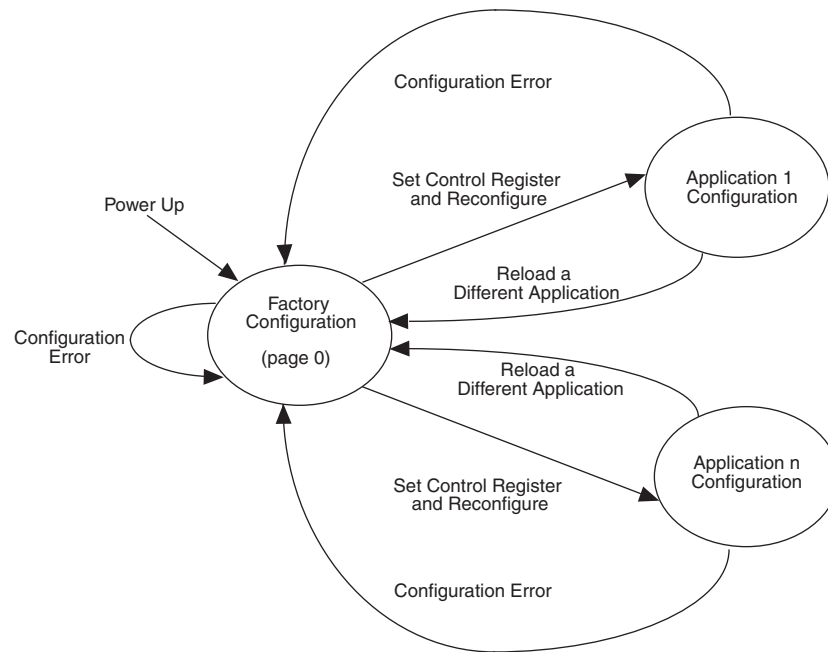 Configuration Error
Set Control Register
and Reconfigure
Application 1
Configuration
Power Up
Reload a
Different Application
Factory
Configuration
(page 0)
Configuration
Error
Reload a
Different Application
Set Control Register
and Reconfigure
Application n
Configuration
Configuration Error